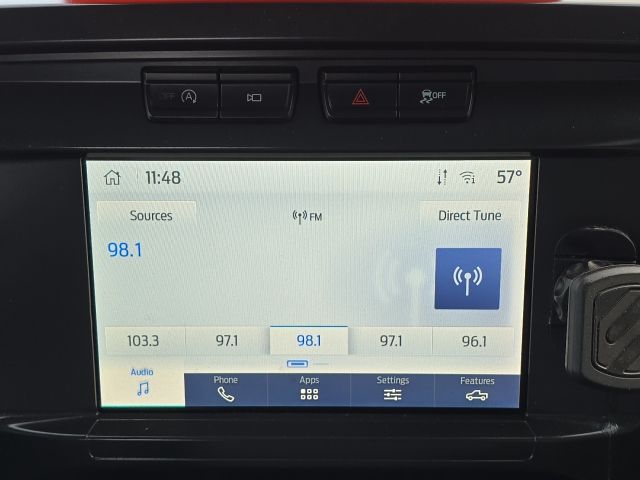 OFF A
OFF
11:48 57°
Sources FM Direct Tune
98.1
103.3 97.1 98.1 97.1 96.1
Audio Phone Apps Settings Features